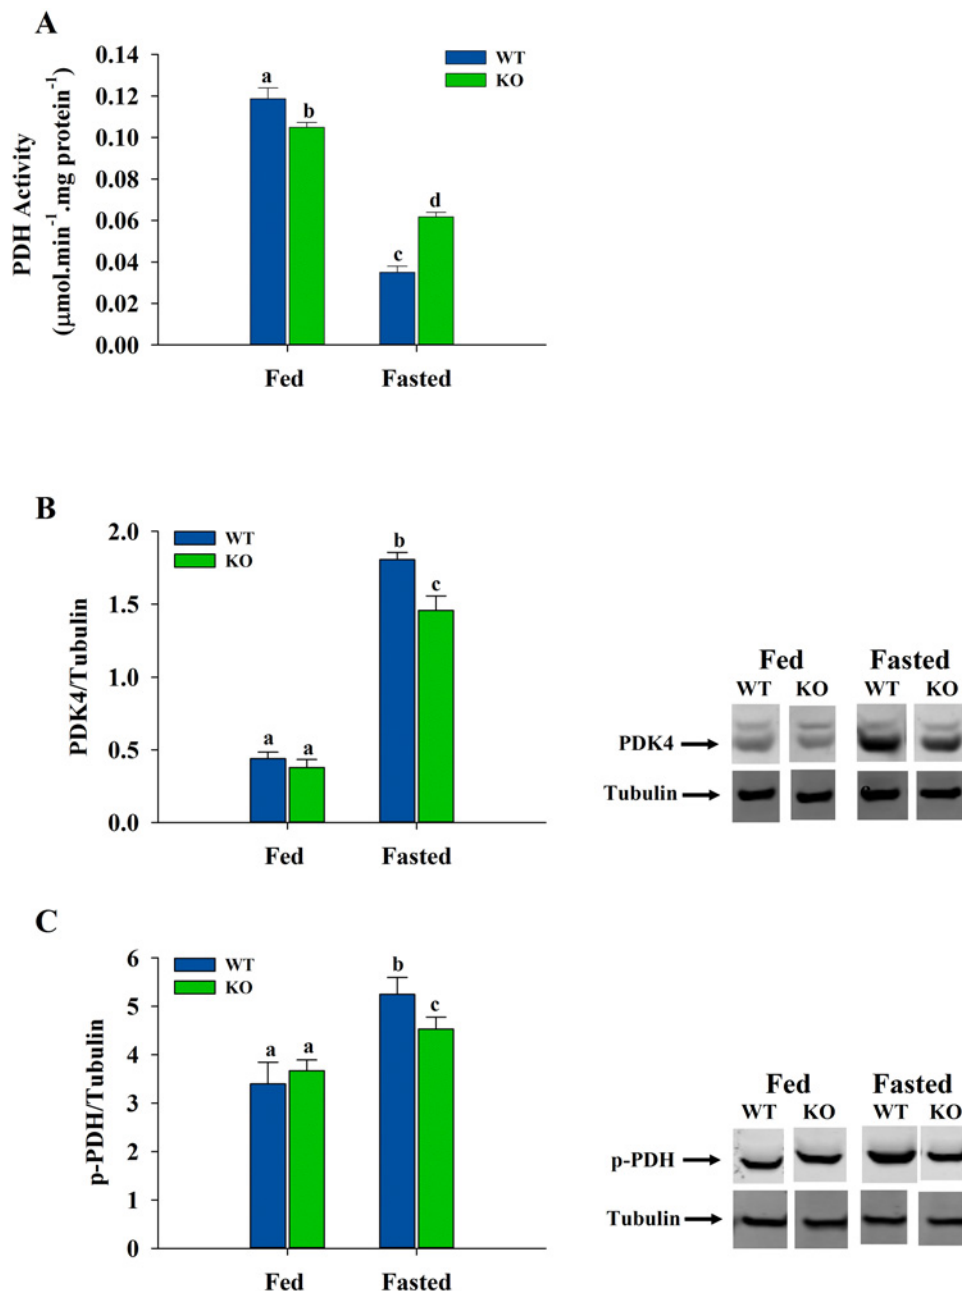 A
WT
KO
0.14
0.12
0.10
0.08
0.06
0.04
0.02
0.00
PDH Activity
(μmol.min⁻¹.mg protein⁻¹)
a
b
c
d
Fed
Fasted
B
WT
KO
2.0
1.5
1.0
0.5
0.0
PDK4/Tubulin
a
a
b
c
Fed
Fasted
Fed Fasted
WT KO WT KO
PDK4
Tubulin
C
WT
KO
6
5
4
3
2
1
0
p-PDH/Tubulin
a
a
b
c
Fed
Fasted
Fed Fasted
WT KO WT KO
p-PDH
Tubulin